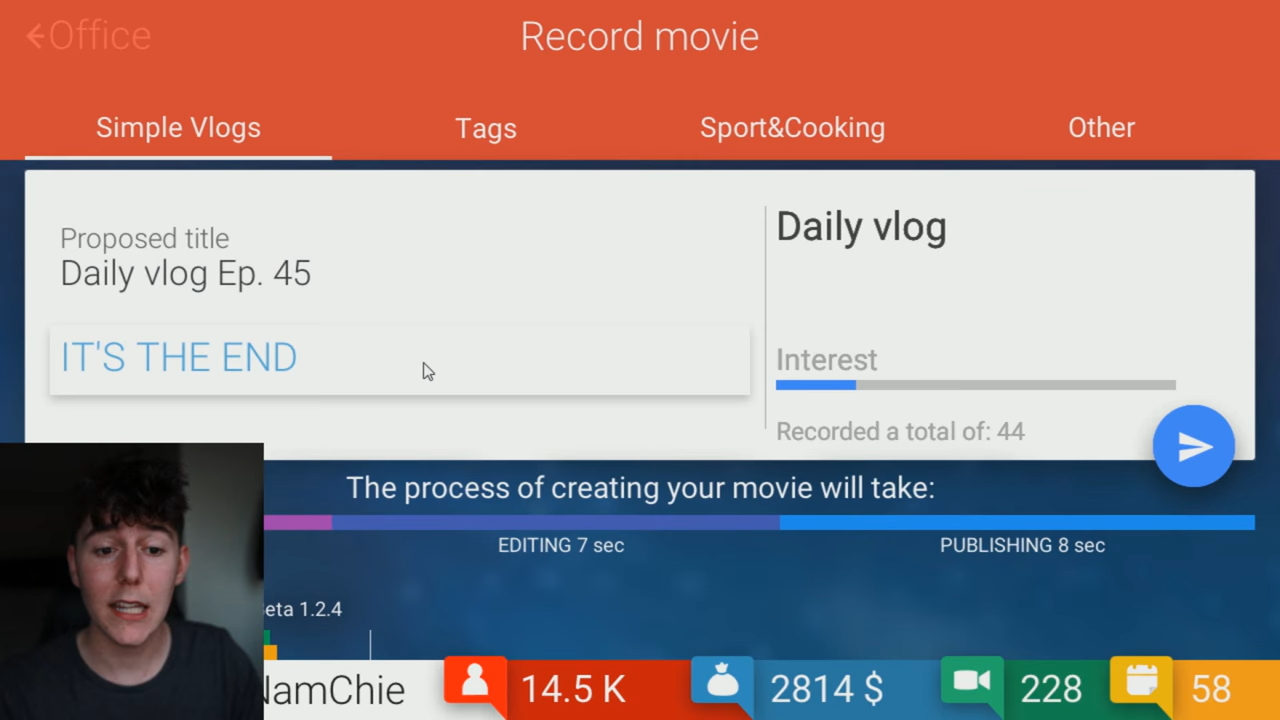 Office
Record movie
Simple Vlogs
Tags
Sport&Cooking
Other
Proposed title
Daily vlog Ep. 45
IT'S THE END
Daily vlog
Interest
Recorded a total of: 44
The process of creating your movie will take:
EDITING 7 sec
PUBLISHING 8 sec
eta 1.2.4
NamChie
14.5 K
2814 $
228
58